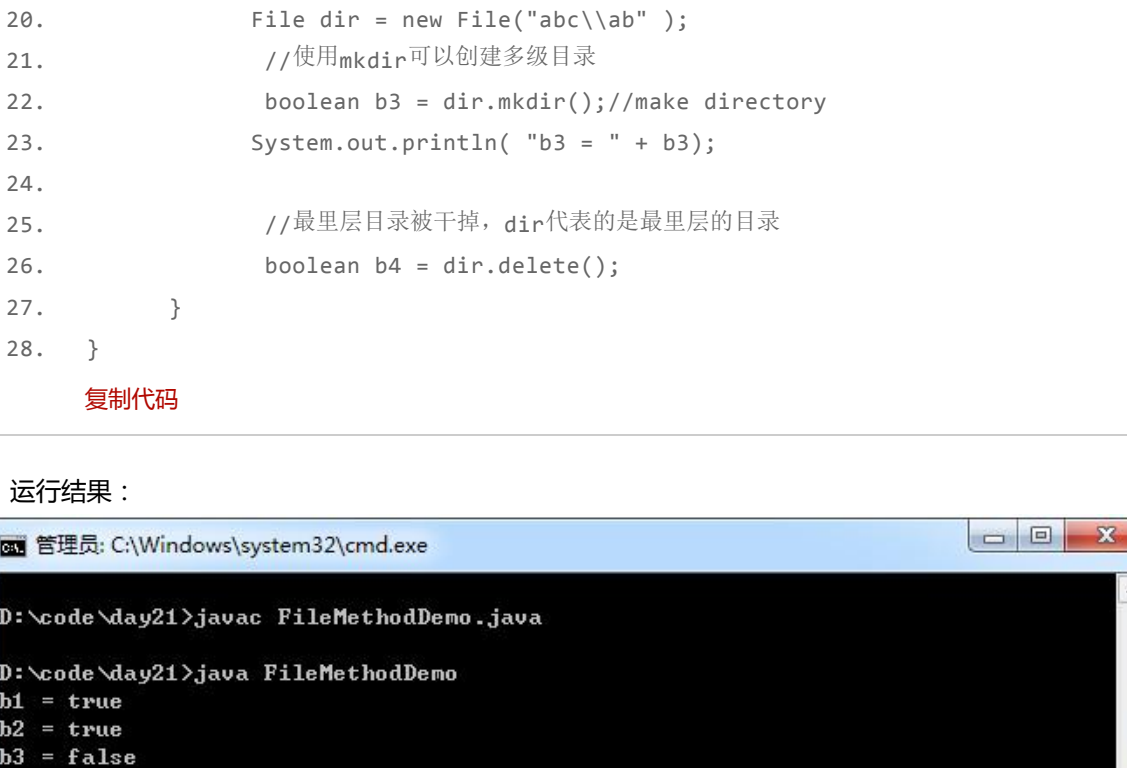 20. File dir = new File("abc\\ab" );
21. //使用mkdir可以创建多级目录
22. boolean b3 = dir.mkdir();//make directory
23. System.out.println( "b3 = " + b3);
24.
25. //最里层目录被干掉，dir代表的是最里层的目录
26. boolean b4 = dir.delete();
27. }
28. }
复制代码
运行结果：
管理员: C:\Windows\system32\cmd.exe
D:\code\day21>javac FileMethodDemo.java
D:\code\day21>java FileMethodDemo
b1 = true
b2 = true
b3 = false